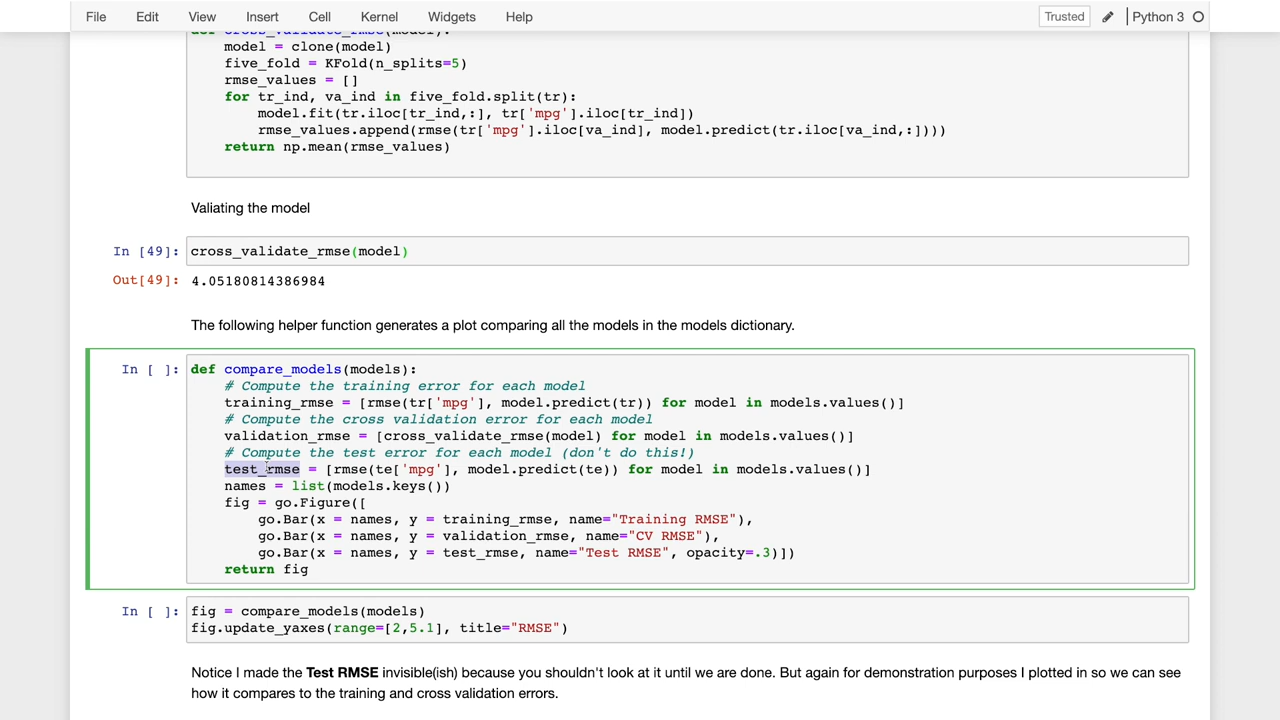 File Edit View Insert Cell Kernel Widgets Help Trusted Python 3
def cross_validate_rmse(model):
model = clone(model)
five_fold = KFold(n_splits=5)
rmse_values = []
for tr_ind, va_ind in five_fold.split(tr):
model.fit(tr.iloc[tr_ind,:], tr['mpg'].iloc[tr_ind])
rmse_values.append(rmse(tr['mpg'].iloc[va_ind], model.predict(tr.iloc[va_ind,:])))
return np.mean(rmse_values)
Valiating the model
In [49]: cross_validate_rmse(model)
Out[49]: 4.05180814386984
The following helper function generates a plot comparing all the models in the models dictionary.
In [ ]: def compare_models(models):
# Compute the training error for each model
training_rmse = [rmse(tr['mpg'], model.predict(tr)) for model in models.values()]
# Compute the cross validation error for each model
validation_rmse = [cross_validate_rmse(model) for model in models.values()]
# Compute the test error for each model (don't do this!)
test_rmse = [rmse(te['mpg'], model.predict(te)) for model in models.values()]
names = list(models.keys())
fig = go.Figure([
go.Bar(x = names, y = training_rmse, name="Training RMSE"),
go.Bar(x = names, y = validation_rmse, name="CV RMSE"),
go.Bar(x = names, y = test_rmse, name="Test RMSE", opacity=.3)])
return fig
In [ ]: fig = compare_models(models)
fig.update_yaxes(range=[2,5.1], title="RMSE")
Notice I made the Test RMSE invisible(ish) because you shouldn't look at it until we are done. But again for demonstration purposes I plotted in so we can see
how it compares to the training and cross validation errors.